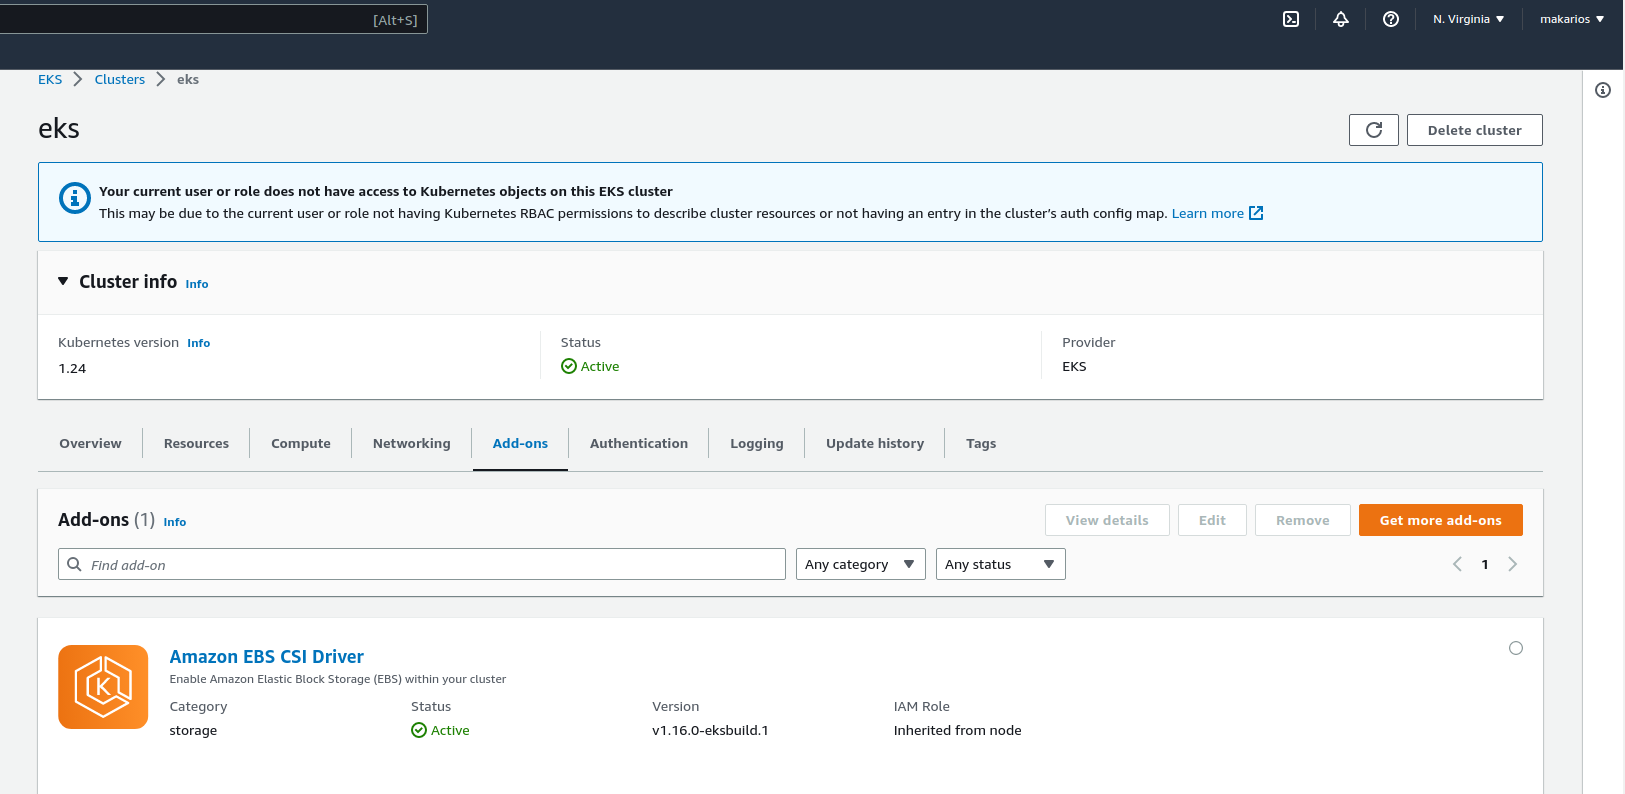 [Alt+S]
N. Virginia
makarios
EKS
Clusters
eks
eks
Delete cluster
Your current user or role does not have access to Kubernetes objects on this EKS cluster
This may be due to the current user or role not having Kubernetes RBAC permissions to describe cluster resources or not having an entry in the cluster’s auth config map. Learn more
Cluster info Info
Kubernetes version Info
1.24
Status
Active
Provider
EKS
Overview
Resources
Compute
Networking
Add-ons
Authentication
Logging
Update history
Tags
Add-ons (1) Info
View details
Edit
Remove
Get more add-ons
Find add-on
Any category
Any status
1
K
Amazon EBS CSI Driver
Enable Amazon Elastic Block Storage (EBS) within your cluster
Category
storage
Status
Active
Version
v1.16.0-eksbuild.1
IAM Role
Inherited from node